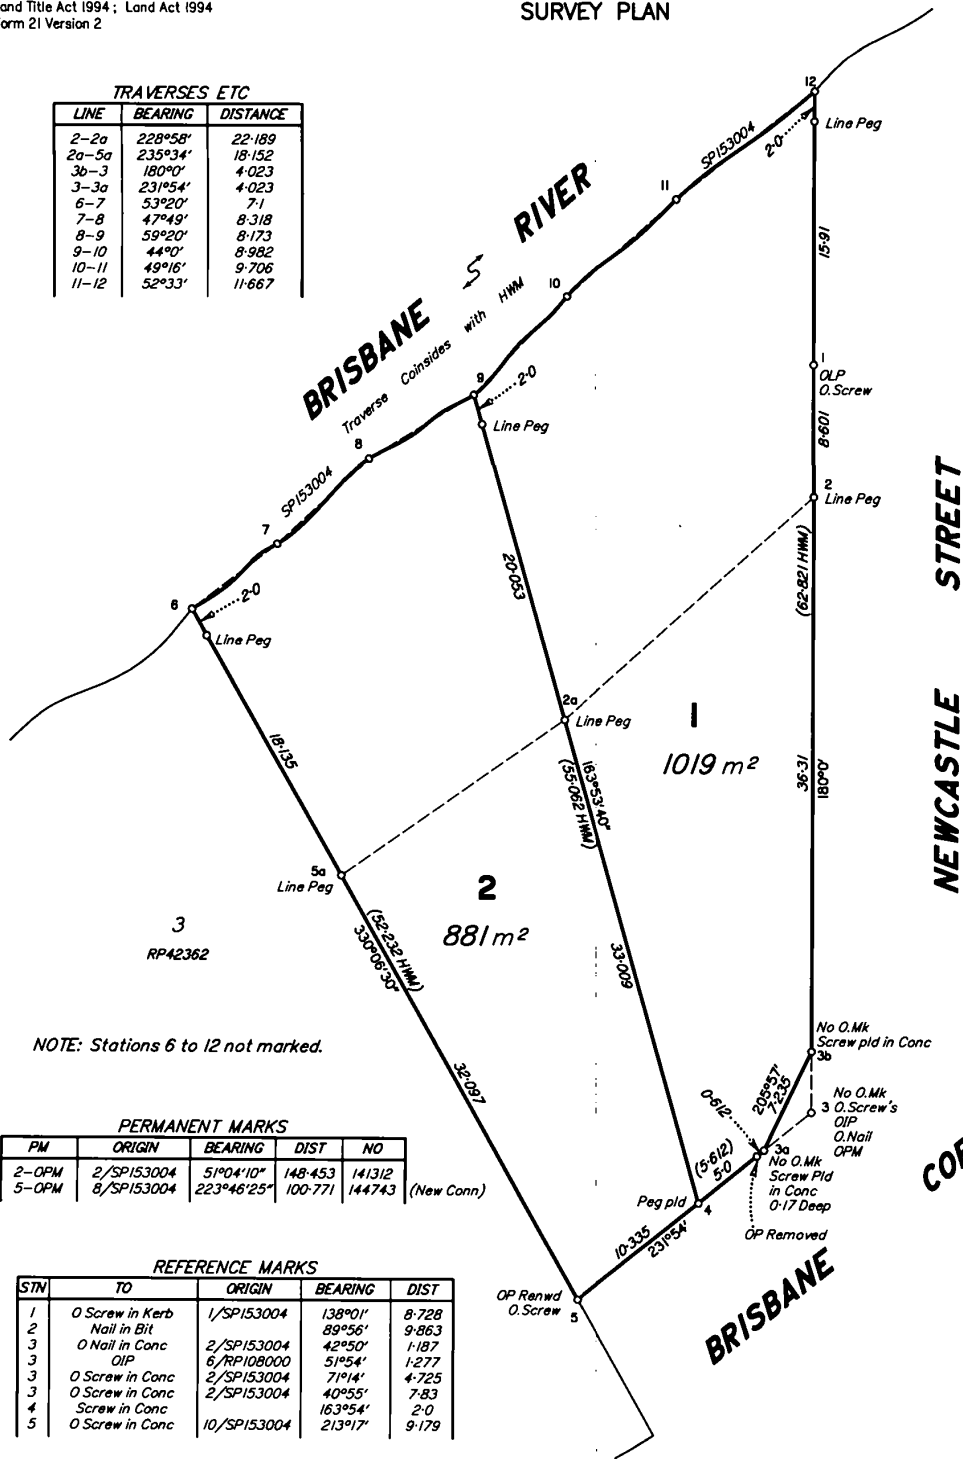 and Title Act 1994 ; Land Act 1994
orm 21 Version 2
SURVEY PLAN
TRAVERSES ETC
LINE BEARING DISTANCE
2-2a 228°58' 22·189
2a-5a 235°34' 18·152
3b-3 180°0' 4·023
3-3a 231°54' 4·023
6-7 53°20' 7·1
7-8 47°49' 8·318
8-9 59°20' 8·173
9-10 44°0' 8·982
10-11 49°16' 9·706
11-12 52°33' 11·667
12
Line Peg
2·0
SP153004
11
BRISBANE RIVER
10
Traverse Coinsides with HWM
15·91
1
OLP
O.Screw
8·601
9
2·0
Line Peg
8
SP153004
7
2
Line Peg
(62·821 HWM)
20·053
6
2·0
Line Peg
2a
Line Peg
1
1019 m²
36·31
180°0'
NEWCASTLE STREET
18·135
163°53'40"
(55·062 HWM)
5a
Line Peg
2
881 m²
3
RP42362
(52·232 HWM)
330°06'30"
33·009
NOTE: Stations 6 to 12 not marked.
No O.Mk
Screw pld in Conc
3b
32·097
205°57'
7·235
0·612
3
No O.Mk
O.Screw's
OIP
O.Nail
OPM
3a
No O.Mk
Screw Pld
in Conc
0·17 Deep
(5·612)
5·0
Peg pld
4
OP Removed
10·335
231°54'
COR
BRISBANE
OP Renwd
O.Screw
5
PERMANENT MARKS
PM ORIGIN BEARING DIST NO
2-OPM 2/SP153004 51°04'10" 148·453 141312
5-OPM 8/SP153004 223°46'25" 100·771 144743 (New Conn)
REFERENCE MARKS
STN TO ORIGIN BEARING DIST
1 O Screw in Kerb 1/SP153004 138°01' 8·728
2 Nail in Bit 89°56' 9·863
3 O Nail in Conc 2/SP153004 42°50' 1·187
3 OIP 6/RP108000 51°54' 1·277
3 O Screw in Conc 2/SP153004 71°14' 4·725
3 O Screw in Conc 2/SP153004 40°55' 7·83
4 Screw in Conc 163°54' 2·0
5 O Screw in Conc 10/SP153004 213°17' 9·179